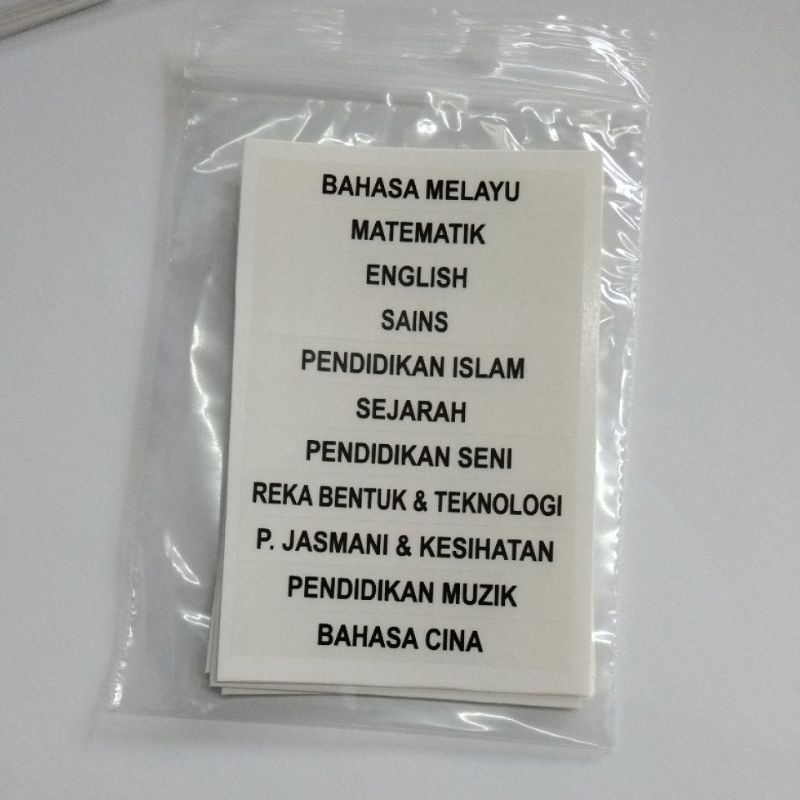 BAHASA MELAYU
MATEMATIK
ENGLISH
SAINS
PENDIDIKAN ISLAM
SEJARAH
PENDIDIKAN SENI
REKA BENTUK & TEKNOLOGI
P. JASMANI & KESIHATAN
PENDIDIKAN MUZIK
BAHASA CINA